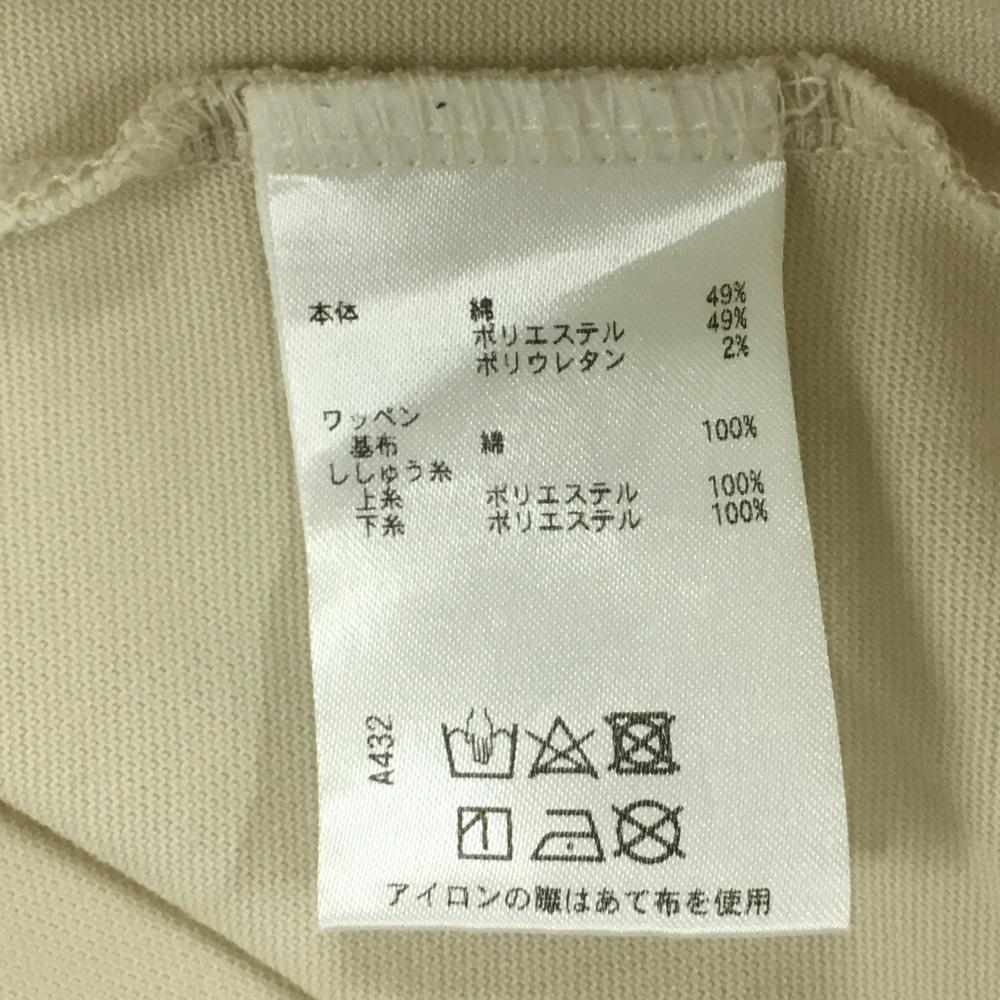 本体 綿 49%
ポリエステル 49%
ポリウレタン 2%
ワッペン
基布 綿 100%
ししゅう糸
上糸 ポリエステル 100%
下糸 ポリエステル 100%
A432
アイロンの際はあて布を使用